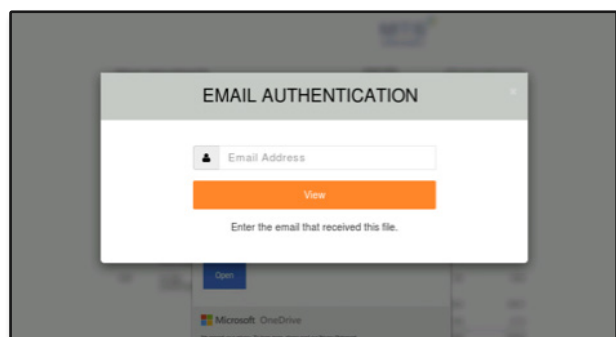 EMAIL AUTHENTICATION
Email Address
View
Enter the email that received this file.
Open
Microsoft OneDrive